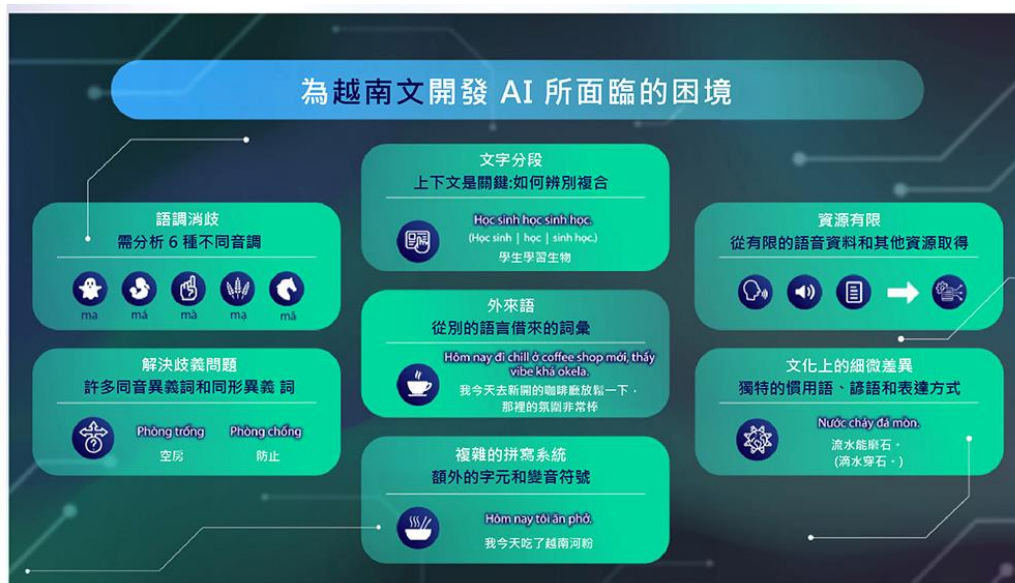 為越南文開發 AI 所面臨的困境
語調消歧
需分析 6 種不同音調
ma má mà mạ mã
解決歧義問題
許多同音異義詞和同形異義 詞
Phòng trống Phòng chống
空房 防止
文字分段
上下文是關鍵:如何辨別複合
Học sinh học sinh học.
(Học sinh | học | sinh học.)
學生學習生物
外來語
從別的語言借來的詞彙
Hôm nay đi chill ở coffee shop mới, thấy
vibe khá okela.
我今天去新開的咖啡廳放鬆一下,
那裡的氛圍非常棒
複雜的拼寫系統
額外的字元和變音符號
Hôm nay tôi ăn phở.
我今天吃了越南河粉
資源有限
從有限的語音資料和其他資源取得
文化上的細微差異
獨特的慣用語、諺語和表達方式
Nước chảy đá mòn.
流水能磨石。
(滴水穿石。)